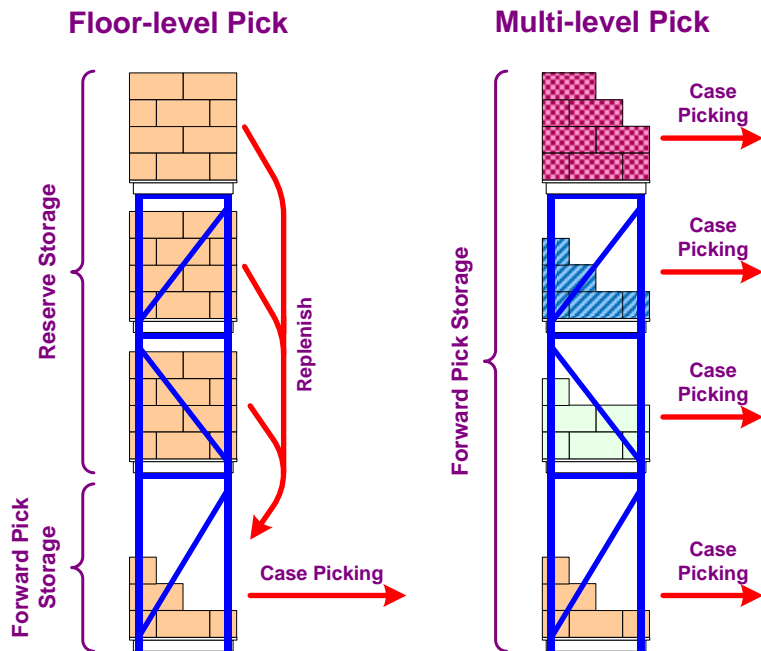 Floor-level Pick
Reserve Storage
Replenish
Forward Pick
Storage
Case Picking
Multi-level Pick
Forward Pick Storage
Case
Picking
Case
Picking
Case
Picking
Case
Picking